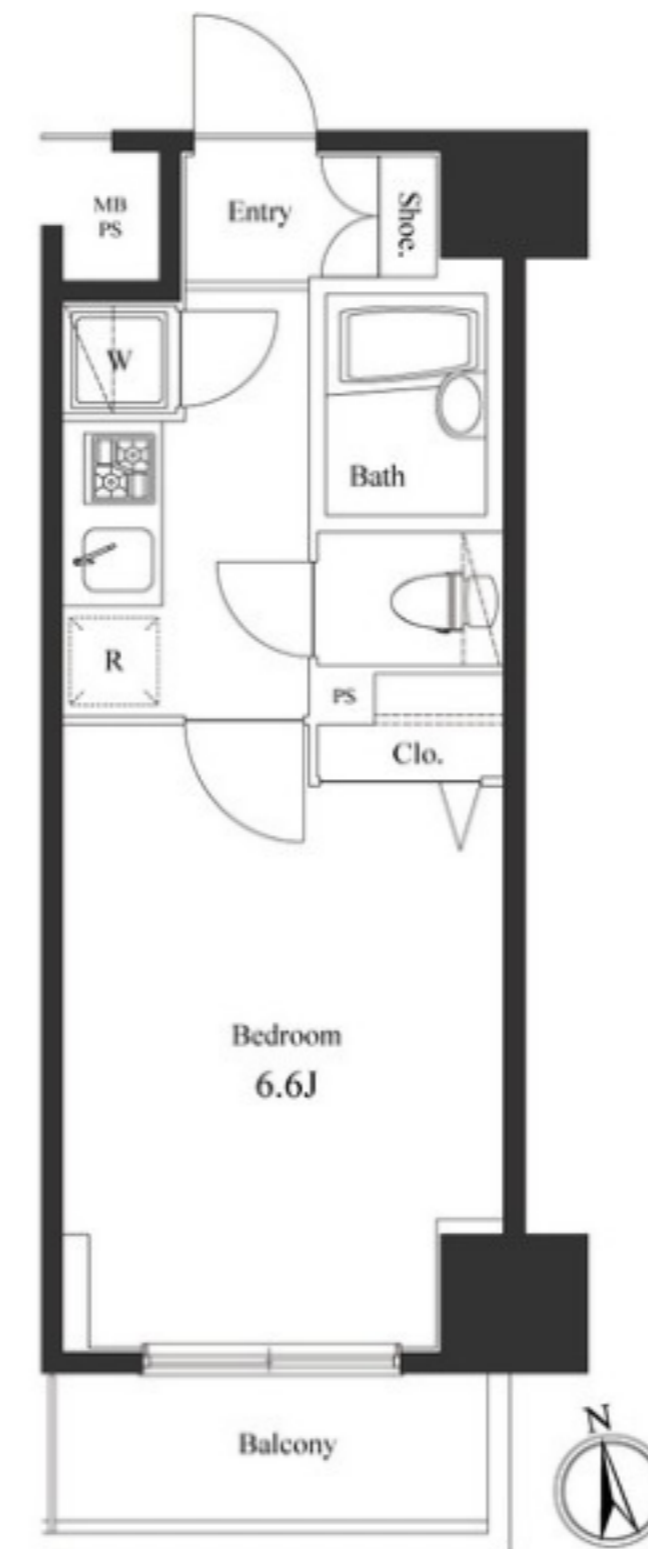 MB
PS
Entry
Shoe.
W
Bath
R
PS
Clo.
Bedroom
6.6J
Balcony
N